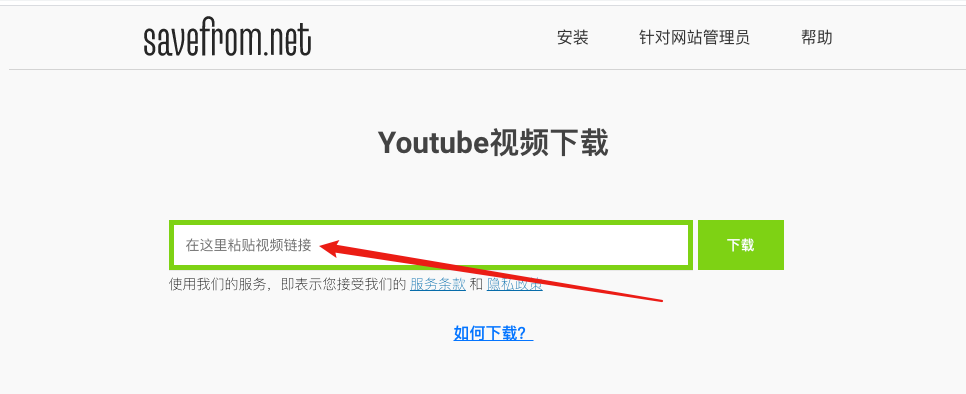 savefrom.net 安装 针对网站管理员 帮助
Youtube视频下载
在这里粘贴视频链接 下载
使用我们的服务，即表示您接受我们的 服务条款 和 隐私政策
如何下载？